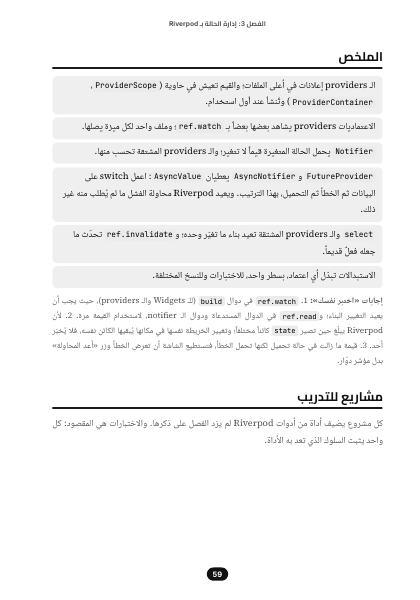 الفصل 3: إدارة الحالة بـ Riverpod
الملخص
الـ providers إعلانات في أعلى الملفات؛ والقيم تعيش في حاوية ( ProviderScope ،
ProviderContainer ) وتُنشأ عند أول استخدام.
الاعتماديات providers يشاهد بعضها بعضاً بـ ref.watch ؛ وملف واحد لكل ميزة يصلها.
Notifier يحمل الحالة المتغيرة قيماً لا تتغير؛ والـ providers المشتقة تحسب منها.
FutureProvider و AsyncNotifier يعطيان AsyncValue : اعمل switch على
البيانات ثم الخطأ ثم التحميل، بهذا الترتيب، ويعيد Riverpod محاولة الفشل ما لم يُطلب منه غير
ذلك.
select والـ providers المشتقة تعيد بناء ما تغيّر وحده؛ و ref.invalidate تحدّث ما
جعله فعلٌ قديماً.
الاستبدالات تبدّل أي اعتماد، بسطر واحد، للاختبارات وللنسخ المختلفة.
إجابات «اختبر نفسك»: 1. ref.watch في دوال build (للـ Widgets والـ providers)، حيث يجب أن
يعيد التغيير البناء؛ و ref.read في الدوال المستدعاة ودوال الـ notifier، لاستخدام القيمة مرة. 2. لأن
Riverpod يبلّغ حين تصير state كائناً مختلفاً؛ وتغيير الخريطة نفسها في مكانها يُبقيها الكائن نفسه، فلا يُخبَر
أحد. 3. قيمة ما زالت في حالة تحميل لكنها تحمل الخطأ، فتستطيع الشاشة أن تعرض الخطأ وزر «أعد المحاولة»
بدل مؤشر دوّار.
مشاريع للتدريب
كل مشروع يضيف أداة من أدوات Riverpod لم يزد الفصل على ذكرها. والاختبارات هي المقصود: كل
واحد يثبت السلوك الذي تعد به الأداة.
59